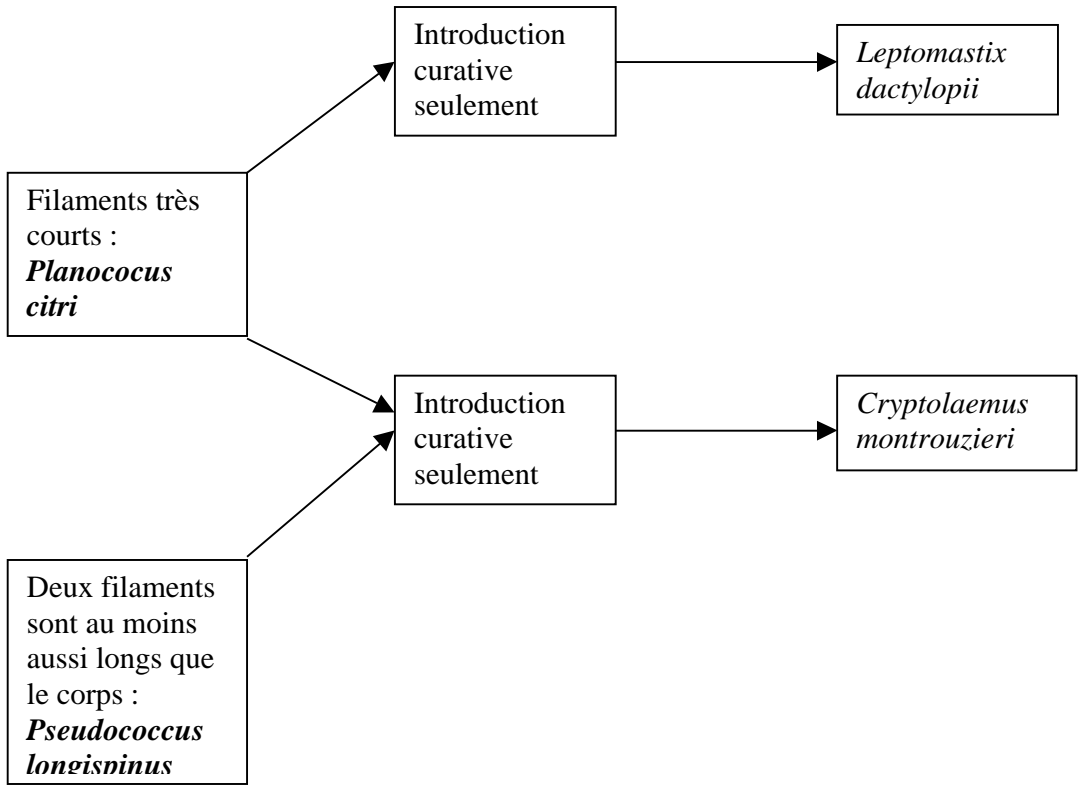 Introduction
curative
seulement
Leptomastix
dactylopii
Filaments très
courts :
Planococus
citri
Introduction
curative
seulement
Cryptolaemus
montrouzieri
Deux filaments
sont au moins
aussi longs que
le corps :
Pseudococcus
longispinus